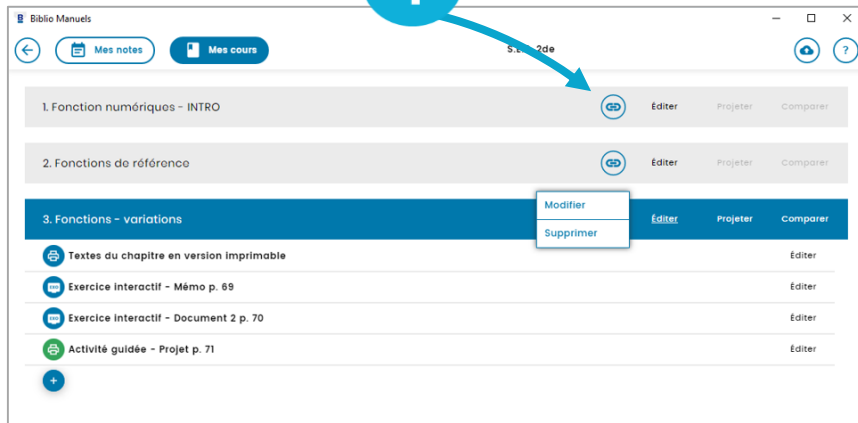 Biblio Manuels
Mes notes
Mes cours
2de
?
1. Fonction numériques - INTRO
Éditer
Projeter
Comparer
2. Fonctions de référence
Éditer
Projeter
Comparer
Modifier
3. Fonctions - variations
Éditer
Projeter
Comparer
Supprimer
Textes du chapitre en version imprimable
Éditer
Exercice interactif - Mémo p. 69
Éditer
Exercice interactif - Document 2 p. 70
Éditer
Activité guidée - Projet p. 71
Éditer
+